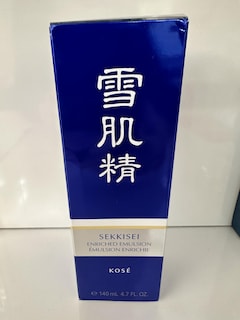 雪肌精
SEKKISEI
ENRICHED EMULSION
ÉMULSION ENRICHIE
KOSÉ
℮ 140 mL 4.7 FL.OZ.